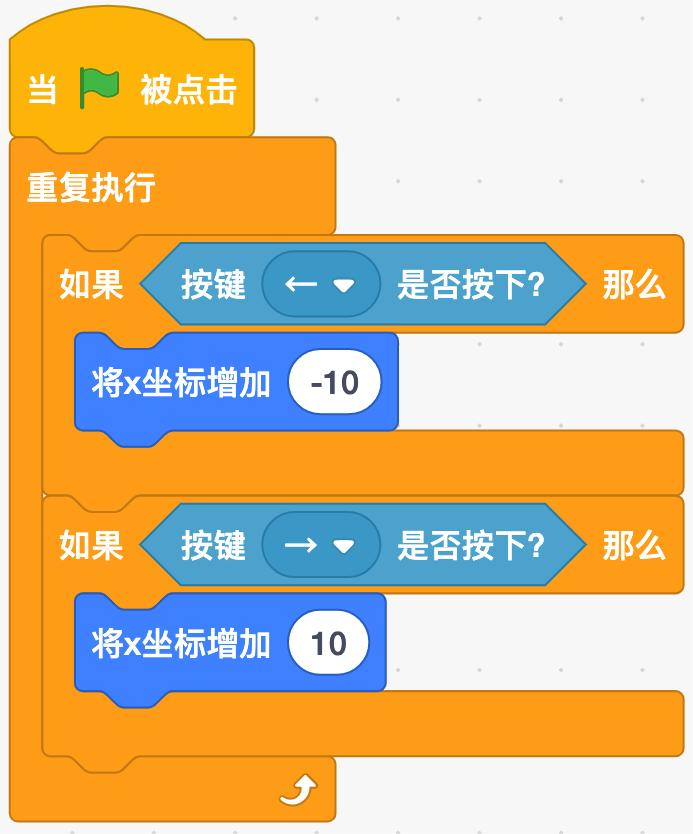 当 被点击
重复执行
如果 按键 ← 是否按下? 那么
将x坐标增加 -10
如果 按键 → 是否按下? 那么
将x坐标增加 10